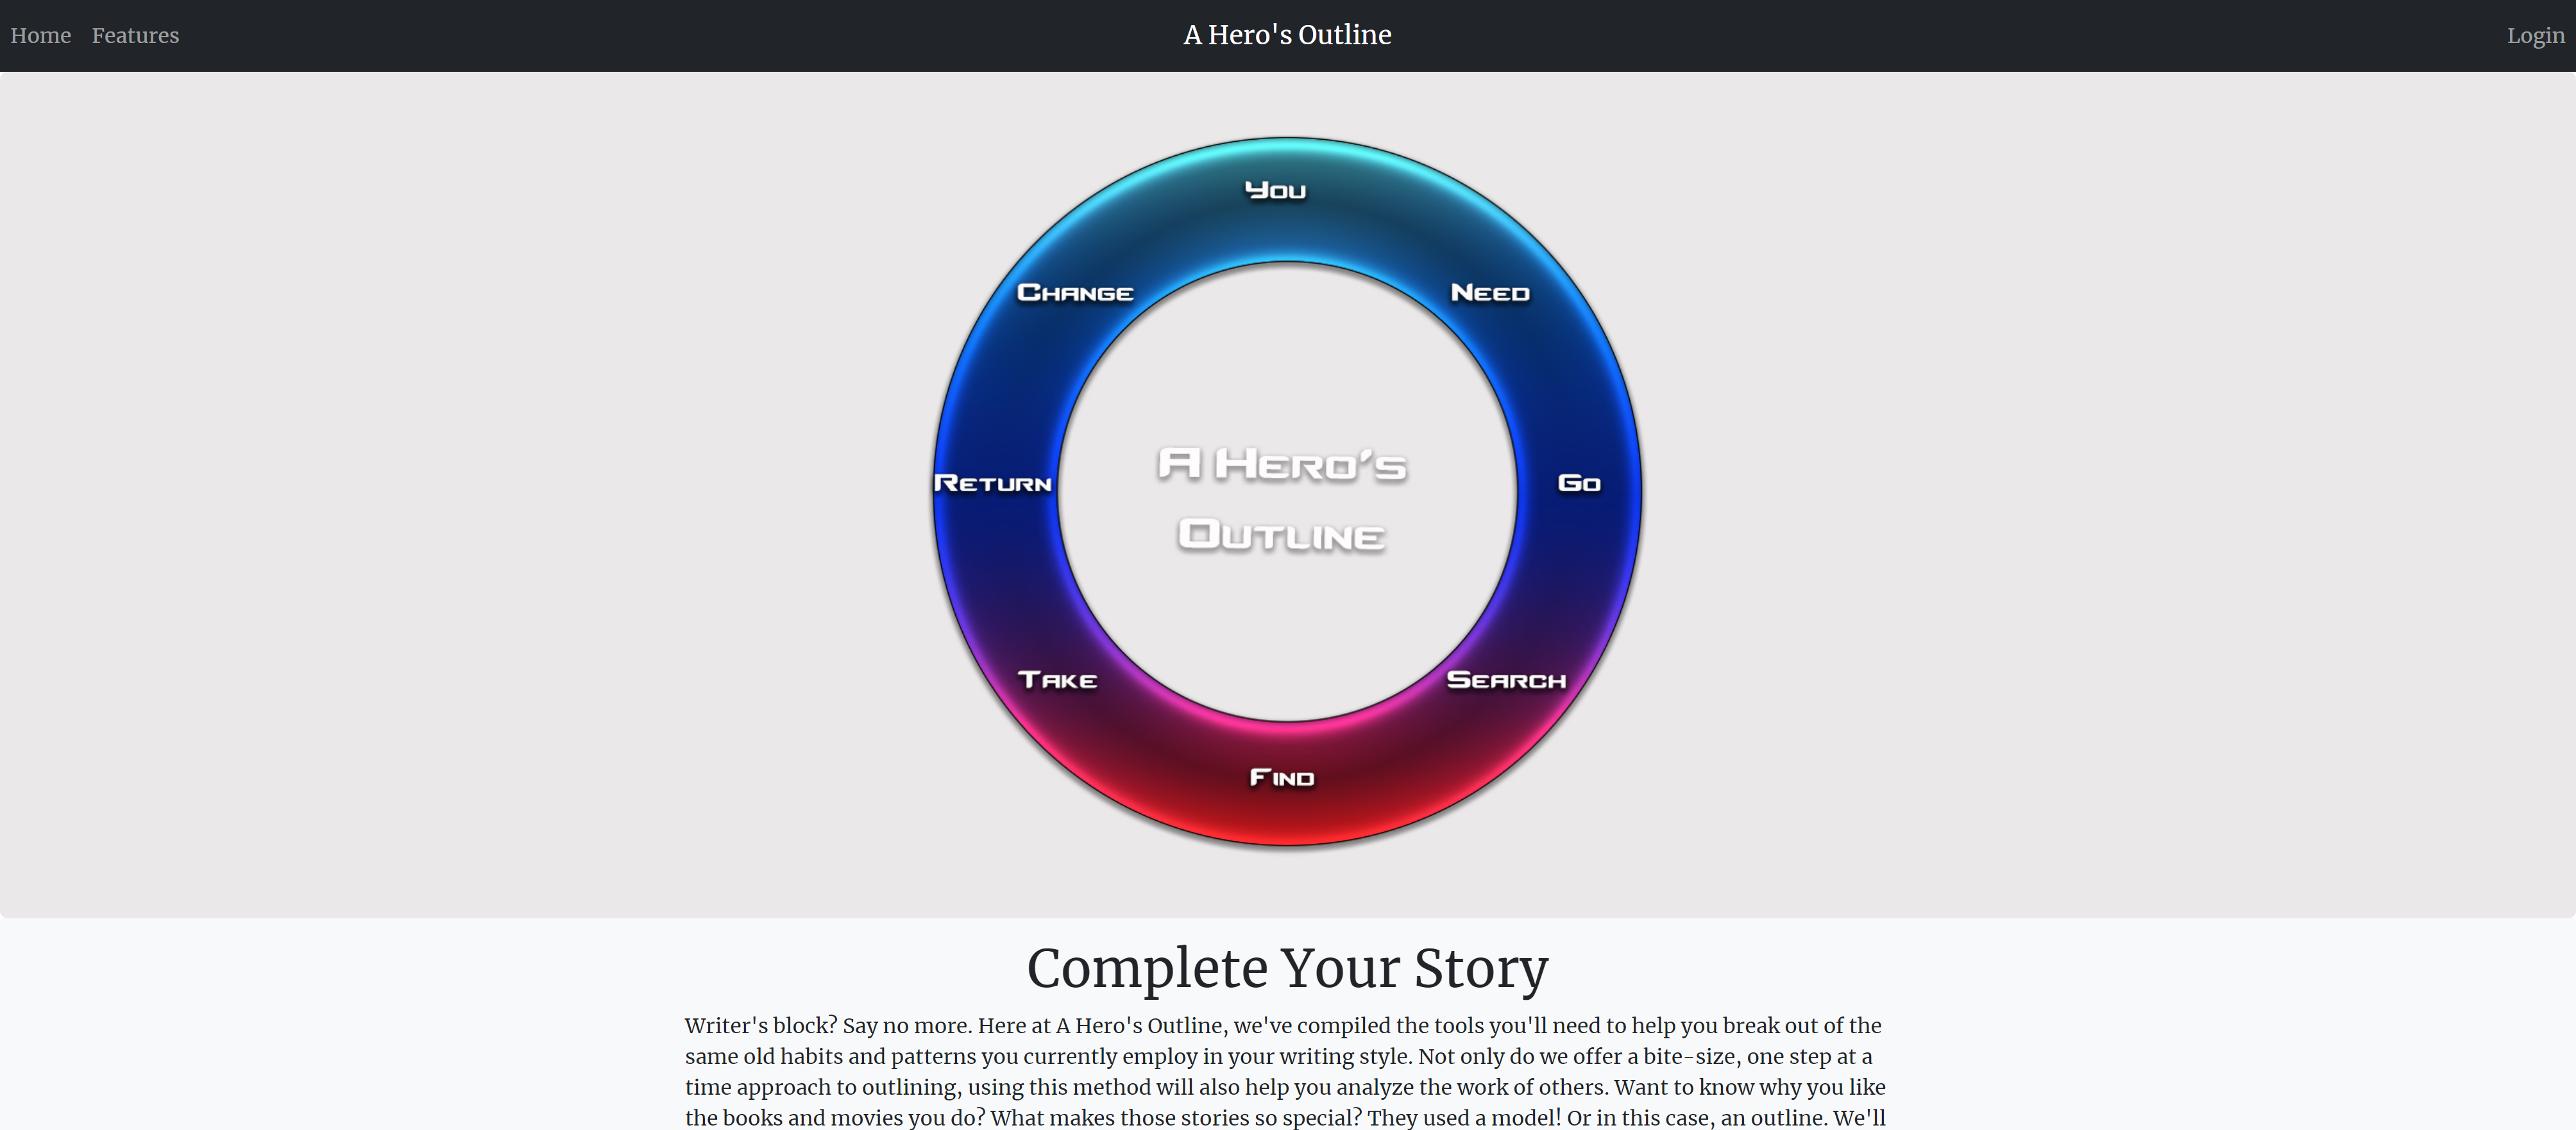 Home Features A Hero's Outline Login
You
Change Need
A Hero's
Return Go
Outline
Take Search
Find
Complete Your Story
Writer's block? Say no more. Here at A Hero's Outline, we've compiled the tools you'll need to help you break out of the
same old habits and patterns you currently employ in your writing style. Not only do we offer a bite-size, one step at a
time approach to outlining, using this method will also help you analyze the work of others. Want to know why you like
the books and movies you do? What makes those stories so special? They used a model! Or in this case, an outline. We'll